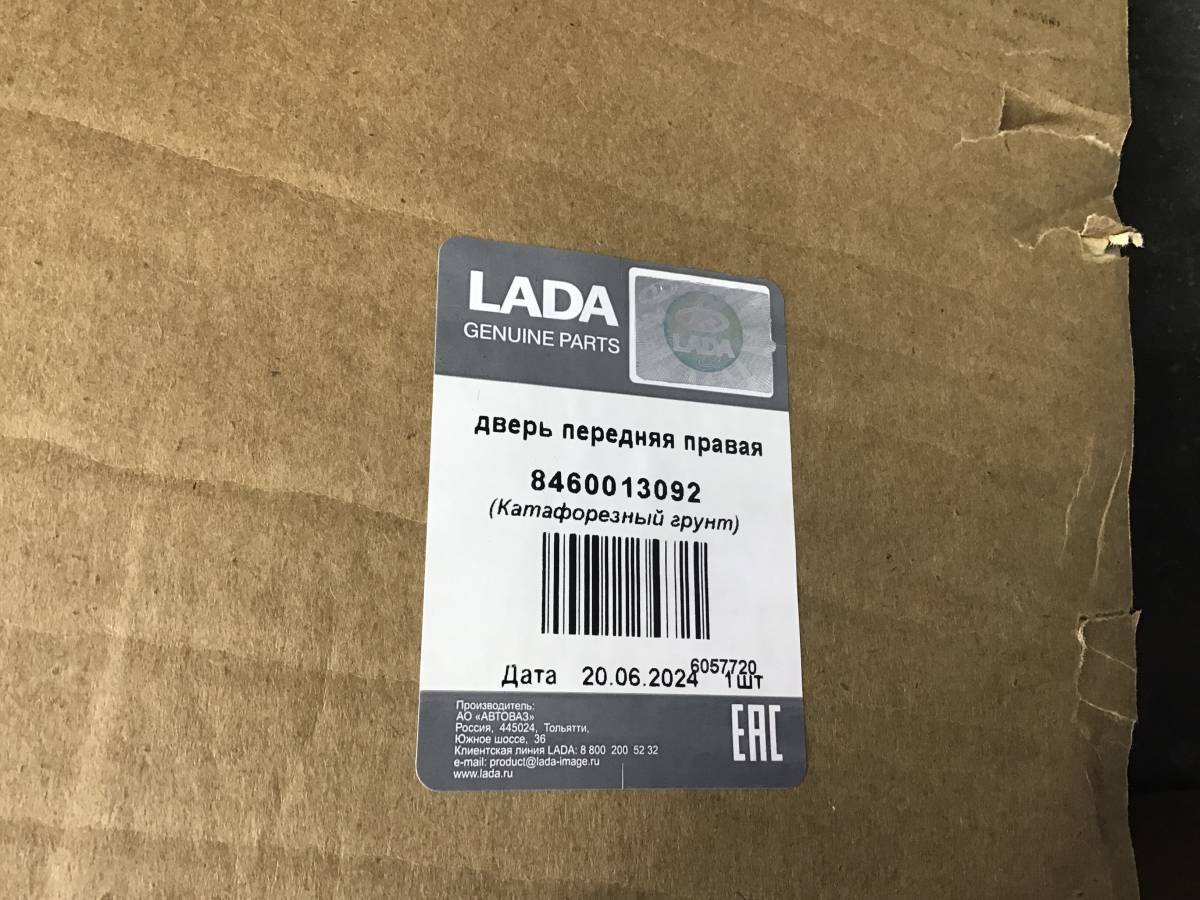 LADA
GENUINE PARTS
LADA
дверь передняя правая
8460013092
(Катафорезный грунт)
6057720
Дата 20.06.2024 1шт
Производитель:
АО «АВТОВАЗ»
Россия, 445024, Тольятти,
Южное шоссе, 36
Клиентская линия LADA: 8 800 200 52 32
e-mail: product@lada-image.ru
www.lada.ru
EAC